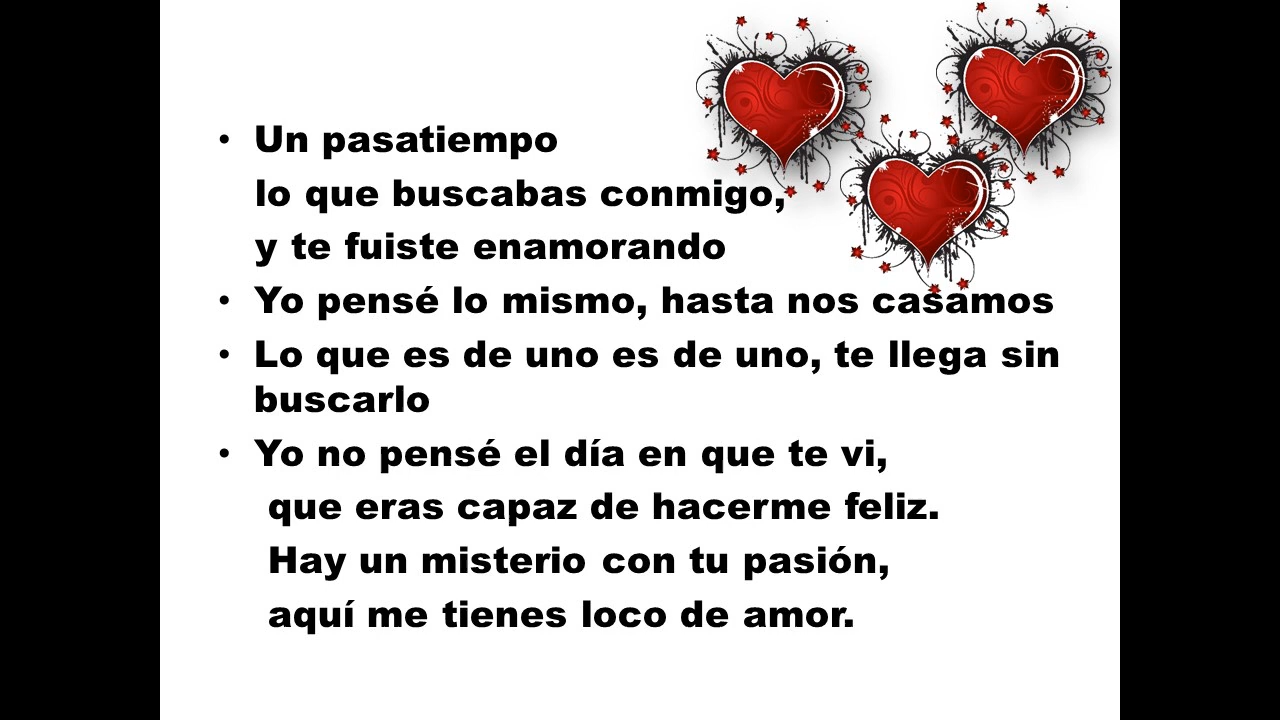 • Un pasatiempo
lo que buscabas conmigo,
y te fuiste enamorando
• Yo pensé lo mismo, hasta nos casamos
• Lo que es de uno es de uno, te llega sin
buscarlo
• Yo no pensé el día en que te vi,
que eras capaz de hacerme feliz.
Hay un misterio con tu pasión,
aquí me tienes loco de amor.